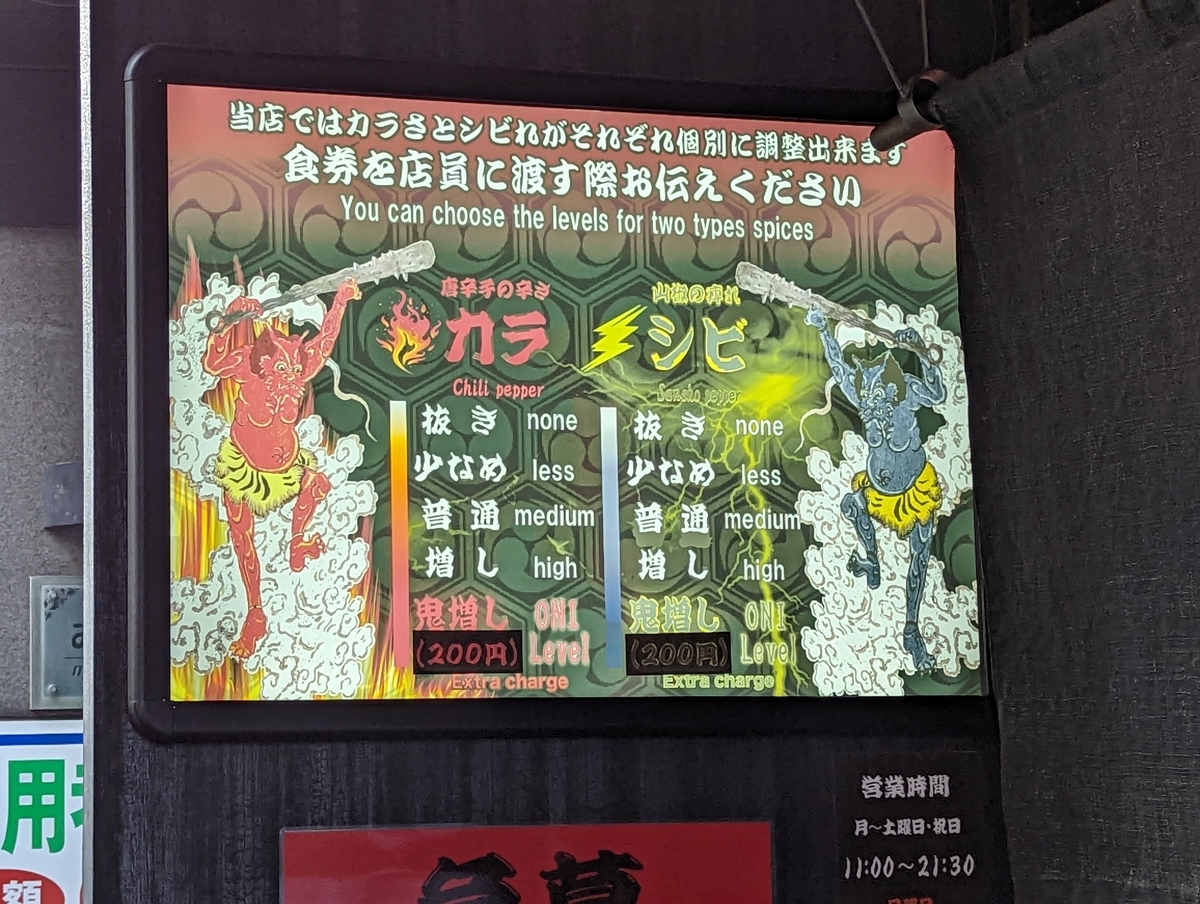 当店ではカラさとシビれがそれぞれ個別に調整出来ます
食券を店員に渡す際お伝えください
You can choose the levels for two types spices
唐辛子の辛さ
カラ
Chili pepper
抜き none
少なめ less
普通 medium
増し high
鬼増し ONI
(200円) Level
Extra charge
山椒の痺れ
シビ
Sansho pepper
抜き none
少なめ less
普通 medium
増し high
鬼増し ONI
(200円) Level
Extra charge
営業時間
月～土曜日・祝日
11:00～21:30
用
額